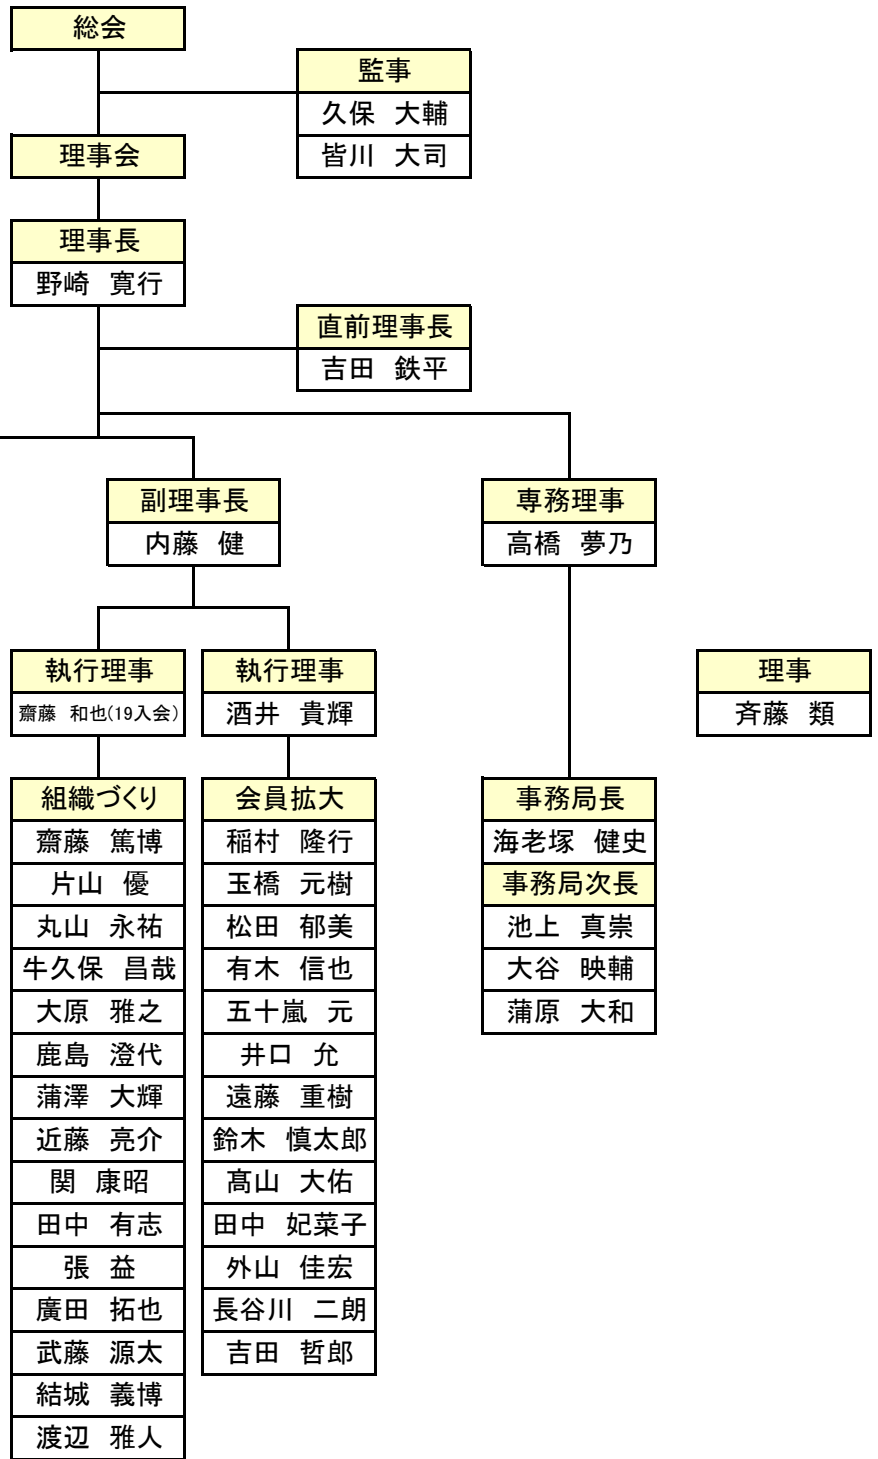 総会
監事
久保 大輔
皆川 大司
理事会
理事長
野崎 寛行
直前理事長
吉田 鉄平
副理事長
内藤 健
専務理事
高橋 夢乃
執行理事
齋藤 和也(19入会)
執行理事
酒井 貴輝
理事
斉藤 類
組織づくり
齋藤 篤博
片山 優
丸山 永祐
牛久保 昌哉
大原 雅之
鹿島 澄代
蒲澤 大輝
近藤 亮介
関 康昭
田中 有志
張 益
廣田 拓也
武藤 源太
結城 義博
渡辺 雅人
会員拡大
稲村 隆行
玉橋 元樹
松田 郁美
有木 信也
五十嵐 元
井口 允
遠藤 重樹
鈴木 慎太郎
髙山 大佑
田中 妃菜子
外山 佳宏
長谷川 二朗
吉田 哲郎
事務局長
海老塚 健史
事務局次長
池上 真崇
大谷 映輔
蒲原 大和